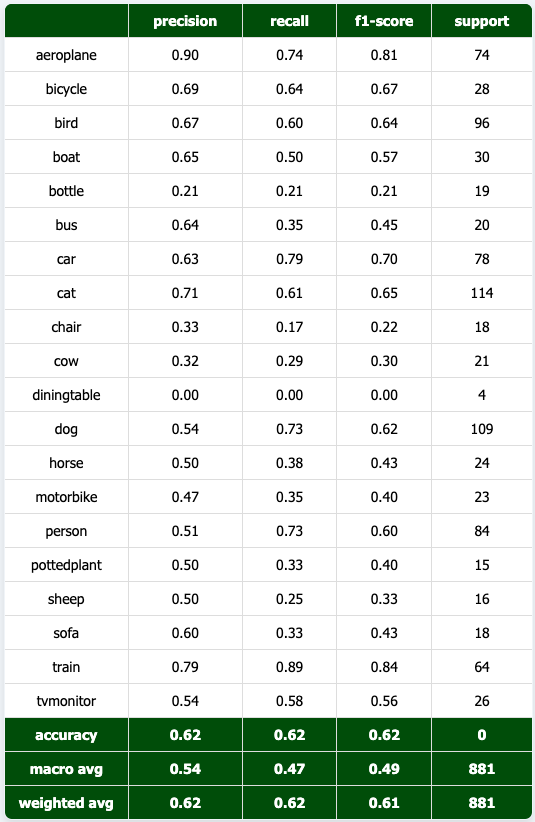 precision recall f1-score support
aeroplane 0.90 0.74 0.81 74
bicycle 0.69 0.64 0.67 28
bird 0.67 0.60 0.64 96
boat 0.65 0.50 0.57 30
bottle 0.21 0.21 0.21 19
bus 0.64 0.35 0.45 20
car 0.63 0.79 0.70 78
cat 0.71 0.61 0.65 114
chair 0.33 0.17 0.22 18
cow 0.32 0.29 0.30 21
diningtable 0.00 0.00 0.00 4
dog 0.54 0.73 0.62 109
horse 0.50 0.38 0.43 24
motorbike 0.47 0.35 0.40 23
person 0.51 0.73 0.60 84
pottedplant 0.50 0.33 0.40 15
sheep 0.50 0.25 0.33 16
sofa 0.60 0.33 0.43 18
train 0.79 0.89 0.84 64
tvmonitor 0.54 0.58 0.56 26
accuracy 0.62 0.62 0.62 0
macro avg 0.54 0.47 0.49 881
weighted avg 0.62 0.62 0.61 881